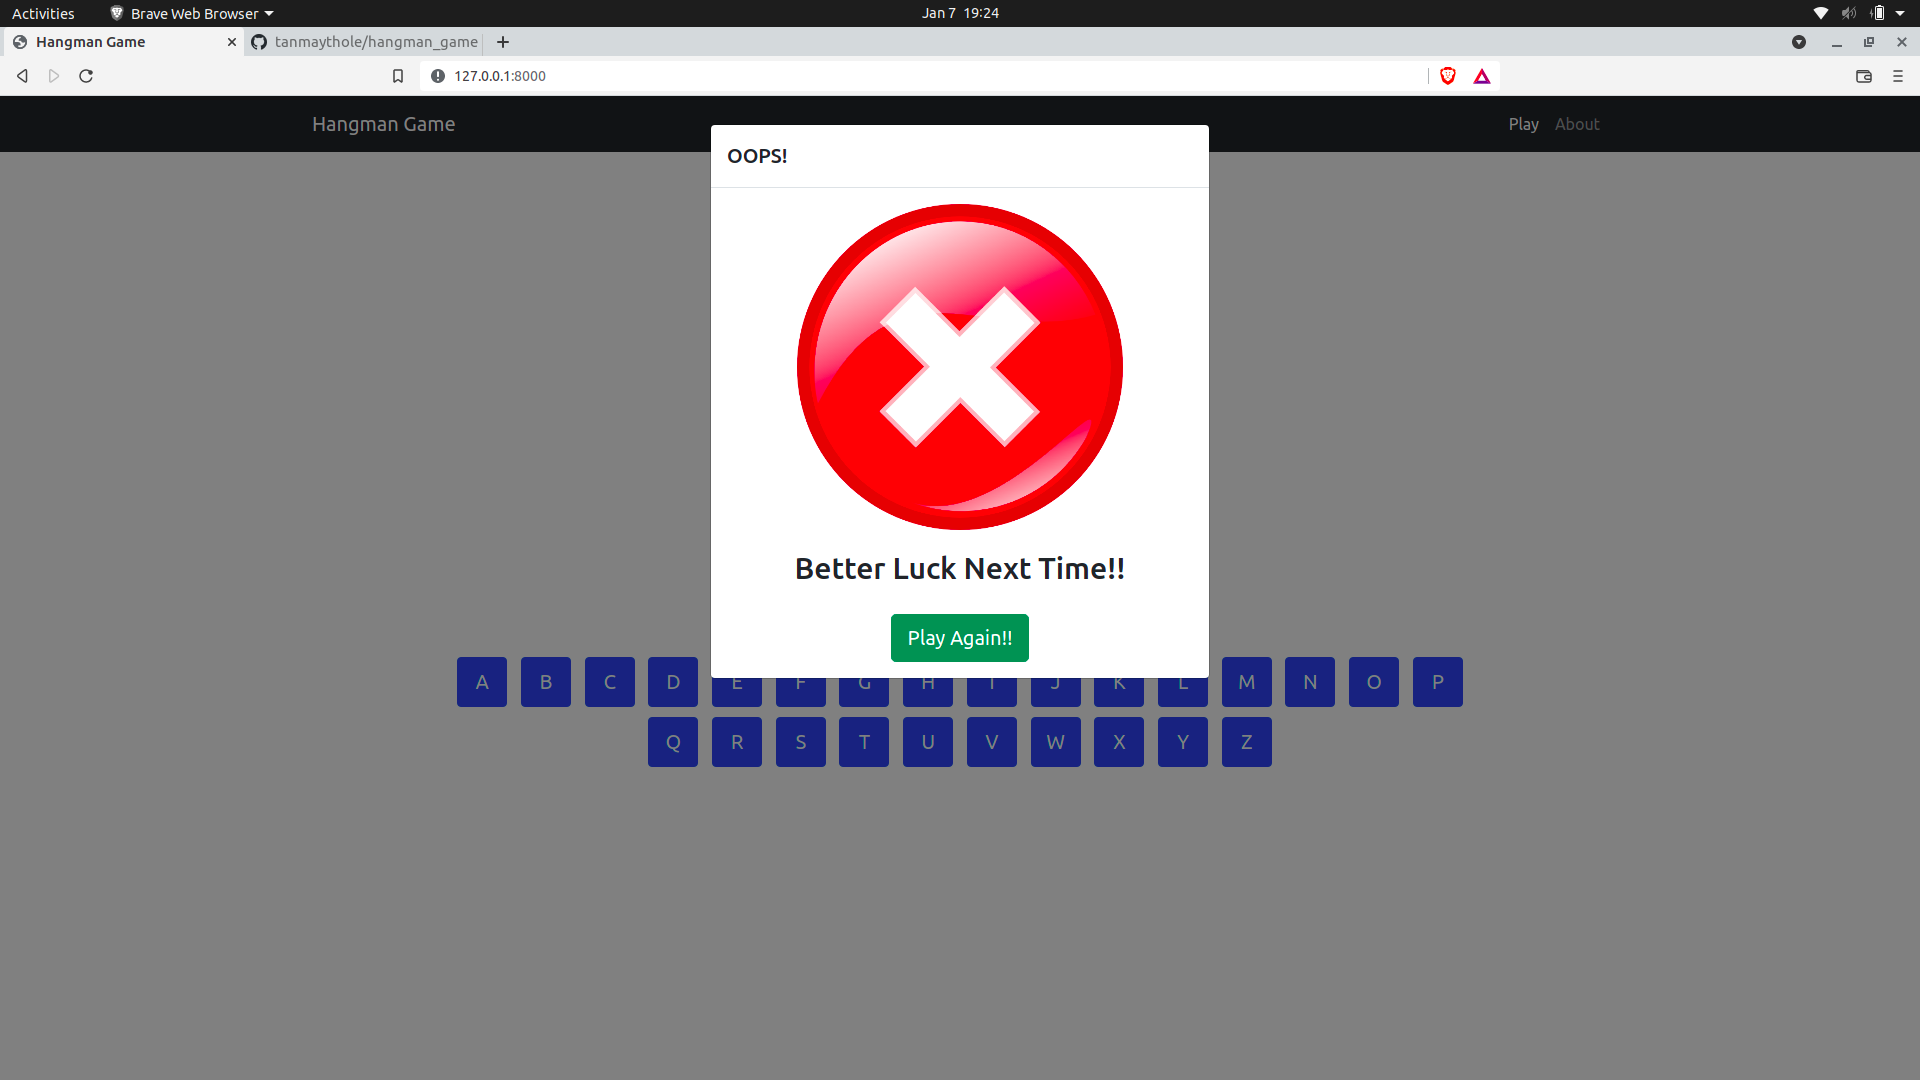 Activities Brave Web Browser Jan 7 19:24
Hangman Game tanmaythole/hangman_game
127.0.0.1:8000
Hangman Game Play About
OOPS!
Better Luck Next Time!!
Play Again!!
A B C D E F G H I J K L M N O P
Q R S T U V W X Y Z